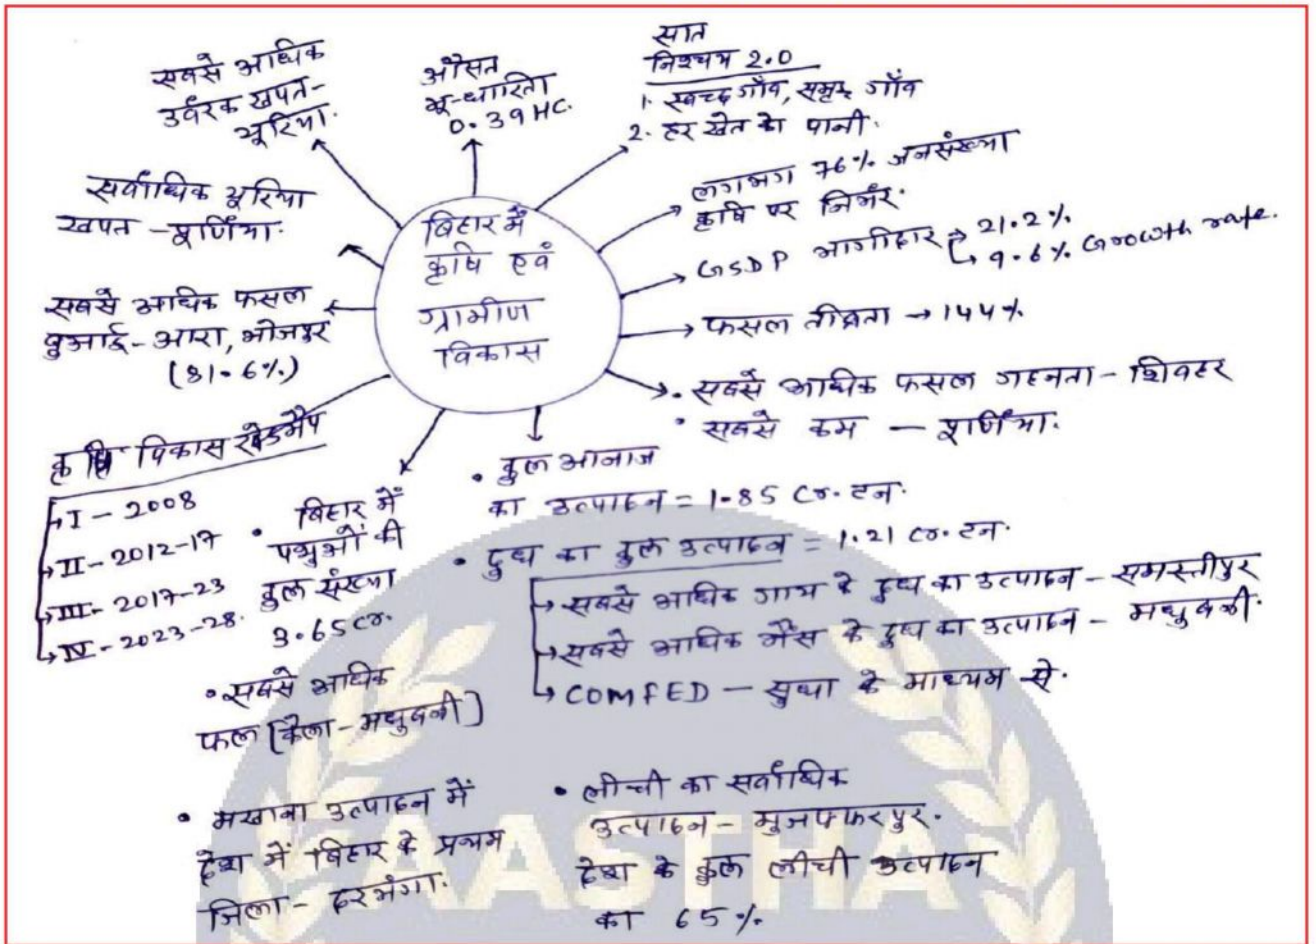 सबसे अधिक
उर्वरक खपत-
यूरिया.
औसत
भू-धारिता
0.39 HC.
सात
निश्चय 2.0
1. स्वच्छ गाँव, समृद्ध गाँव
2. हर खेत को पानी.
लगभग 76% जनसंख्या
कृषि पर निर्भर.
GSDP भागीदार → 21.2%
↳ 9.6% Growth rate.
फसल तीव्रता → 144%
• सबसे अधिक फसल गहनता - शिवहर
• सबसे कम - पूर्णिया.
सर्वाधिक यूरिया
खपत - पूर्णिया.
सबसे अधिक फसल
बुआई - आरा, भोजपुर
(81.6%)
बिहार में
कृषि एवं
ग्रामीण
विकास
कृषि विकास रोडमैप
I - 2008
II - 2012-17
III - 2017-23
IV - 2023-28.
• बिहार में
पशुओं की
कुल संख्या
3.65 cr.
• कुल अनाज
का उत्पादन = 1.85 Cr. टन.
• दुध का कुल उत्पादन = 1.21 cr. टन.
→ सबसे अधिक गाय के दुध का उत्पादन - समस्तीपुर
→ सबसे अधिक भैंस के दुध का उत्पादन - मधुबनी.
↳ COMFED - सुधा के माध्यम से.
• सबसे अधिक
फल [केला - मधुबनी]
• मखाना उत्पादन में
देश में बिहार के प्रथम
जिला - दरभंगा.
• लीची का सर्वाधिक
उत्पादन - मुजफ्फरपुर.
देश के कुल लीची उत्पादन
का 65%
AASTHA